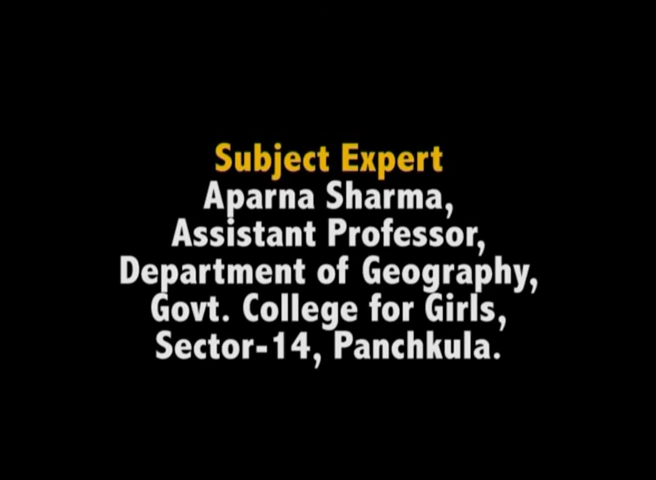 Subject Expert
Aparna Sharma,
Assistant Professor,
Department of Geography,
Govt. College for Girls,
Sector-14, Panchkula.